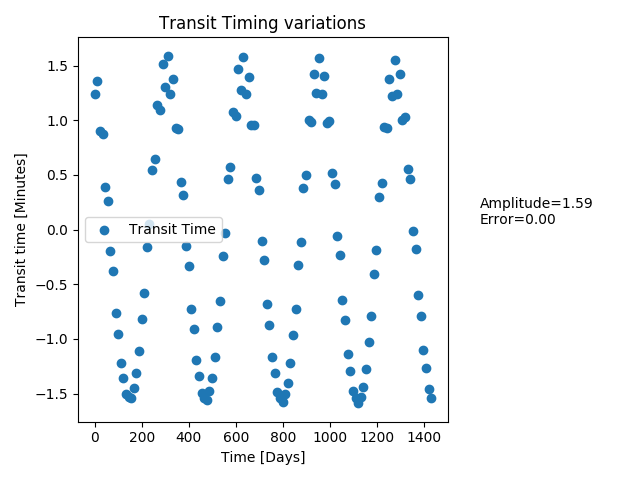 Transit Timing variations
Transit time [Minutes]
1.5
1.0
0.5
0.0
−0.5
−1.0
−1.5
Transit Time
0
200
400
600
800
1000
1200
1400
Time [Days]
Amplitude=1.59
Error=0.00